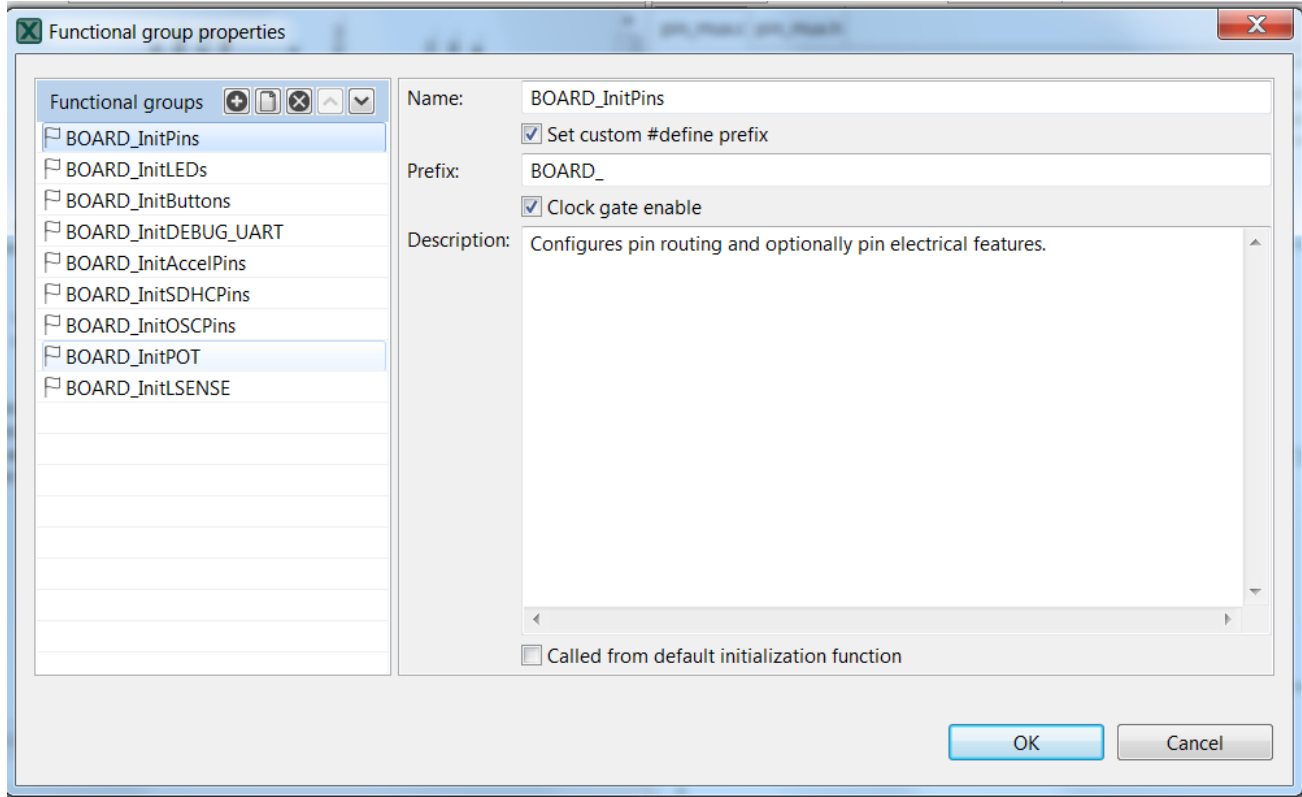 Functional group properties
Functional groups
BOARD_InitPins
BOARD_InitLEDs
BOARD_InitButtons
BOARD_InitDEBUG_UART
BOARD_InitAccelPins
BOARD_InitSDHCPins
BOARD_InitOSCPins
BOARD_InitPOT
BOARD_InitLSENSE
Name: BOARD_InitPins
Set custom #define prefix
Prefix: BOARD_
Clock gate enable
Description: Configures pin routing and optionally pin electrical features.
Called from default initialization function
OK Cancel